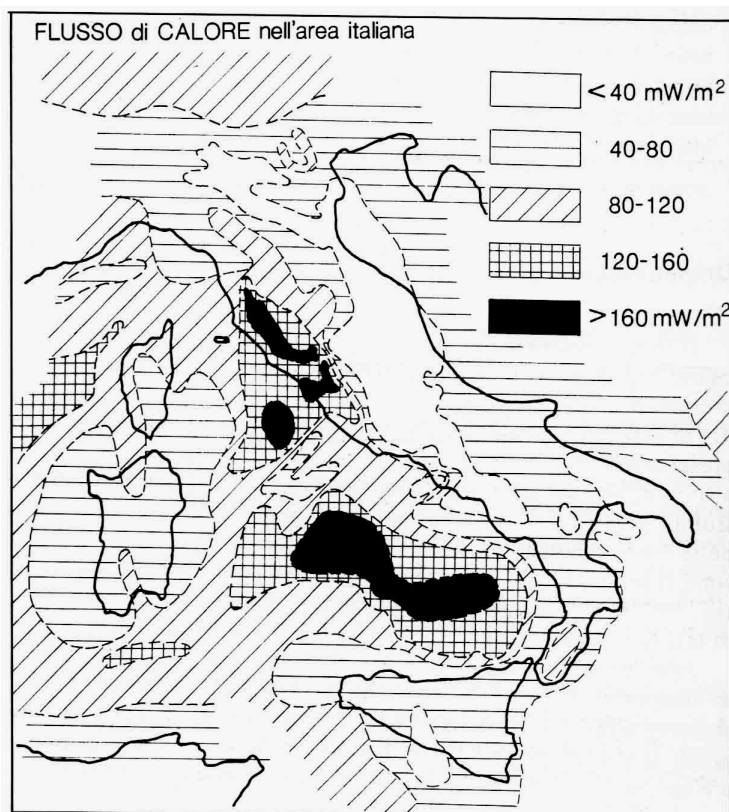 FLUSSO di CALORE nell'area italiana
< 40 mW/m²
40-80
80-120
120-160
> 160 mW/m²